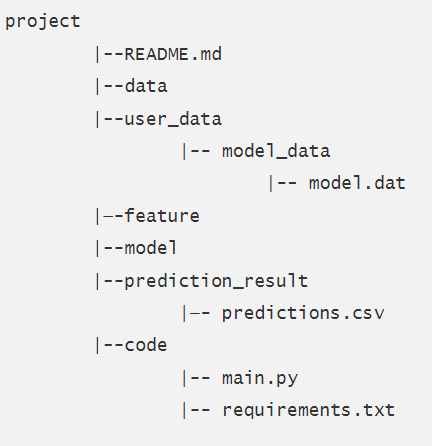 project
|--README.md
|--data
|--user_data
|-- model_data
|-- model.dat
|—-feature
|--model
|--prediction_result
|—- predictions.csv
|--code
|-- main.py
|-- requirements.txt